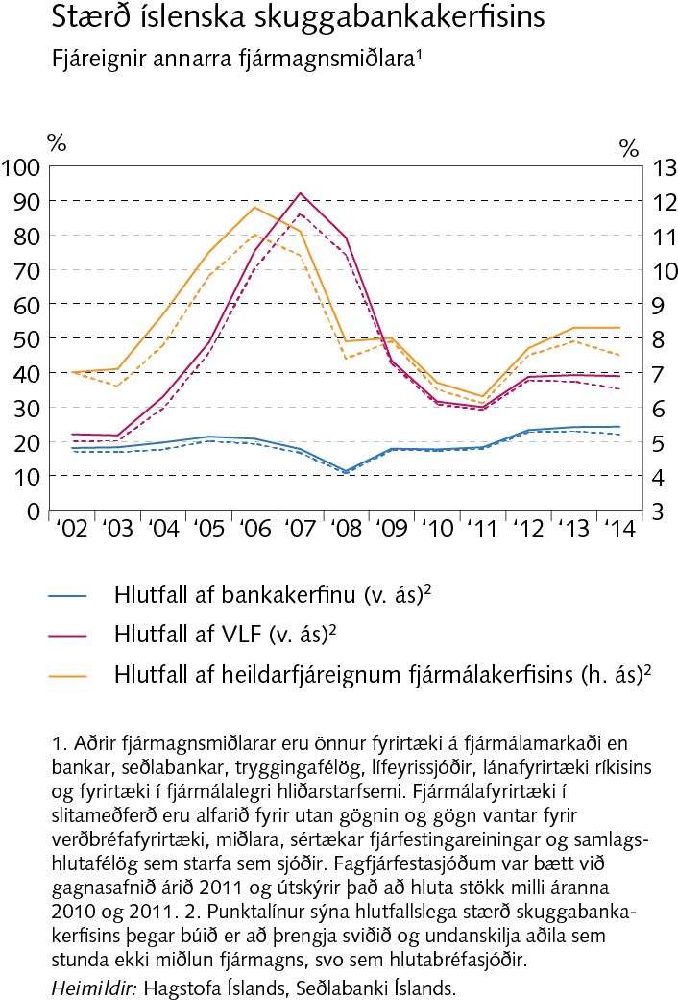 Stærð íslenska skuggabankakerfisins
Fjáreignir annarra fjármagnsmiðlara¹
%
%
100
90
80
70
60
50
40
30
20
10
0
13
12
11
10
9
8
7
6
5
4
3
‘02 ‘03 ‘04 ‘05 ‘06 ‘07 ‘08 ‘09 ‘10 ‘11 ‘12 ‘13 ‘14
Hlutfall af bankakerfinu (v. ás)²
Hlutfall af VLF (v. ás)²
Hlutfall af heildarfjáreignum fjármálakerfisins (h. ás)²
1. Aðrir fjármagnsmiðlarar eru önnur fyrirtæki á fjármálamarkaði en
bankar, seðlabankar, tryggingafélög, lífeyrissjóðir, lánafyrirtæki ríkisins
og fyrirtæki í fjármálalegri hliðarstarfsemi. Fjármálafyrirtæki í
slitameðferð eru alfarið fyrir utan gögnin og gögn vantar fyrir
verðbréfafyrirtæki, miðlara, sértækar fjárfestingareiningar og samlags-
hlutafélög sem starfa sem sjóðir. Fagfjárfestasjóðum var bætt við
gagnasafnið árið 2011 og útskýrir það að hluta stökk milli áranna
2010 og 2011. 2. Punktalínur sýna hlutfallslega stærð skuggabanka-
kerfisins þegar búið er að þrengja sviðið og undanskilja aðila sem
stunda ekki miðlun fjármagns, svo sem hlutabréfasjóðir.
Heimildir: Hagstofa Íslands, Seðlabanki Íslands.